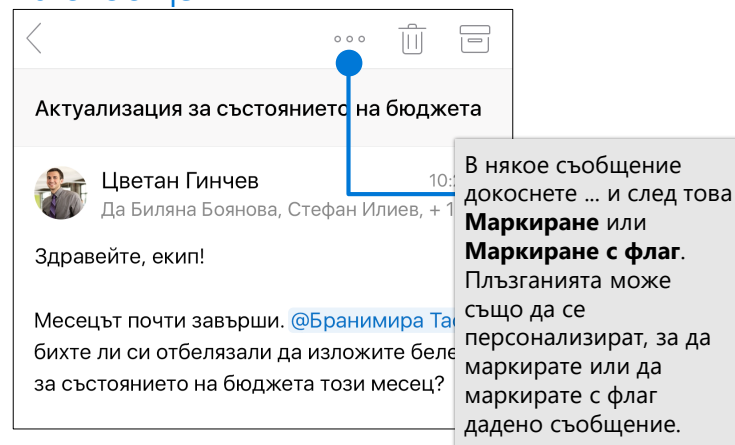 Актуализация за състоянието на бюджета
Цветан Гинчев
Да Биляна Боянова, Стефан Илиев, + 1
Здравейте, екип!
Месецът почти завърши. @Бранимира
бихте ли си отбелязали да изложите
за състоянието на бюджета този месец?
В някое съобщение
докоснете ... и след това
Маркиране или
Маркиране с флаг.
Плъзганията може
също да се
персонализират, за да
маркирате или да
маркирате с флаг
дадено съобщение.